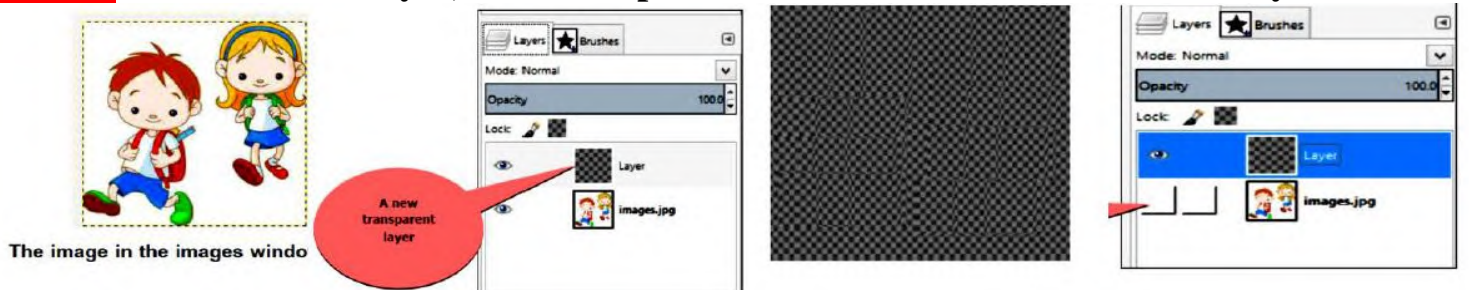 Layers Brushes
Mode: Normal
Opacity 100.0
Lock:
Layer
images.jpg
A new
transparent
layer
The image in the images windo
Layers Brushes
Mode: Normal
Opacity 100.0
Lock:
Layer
images.jpg